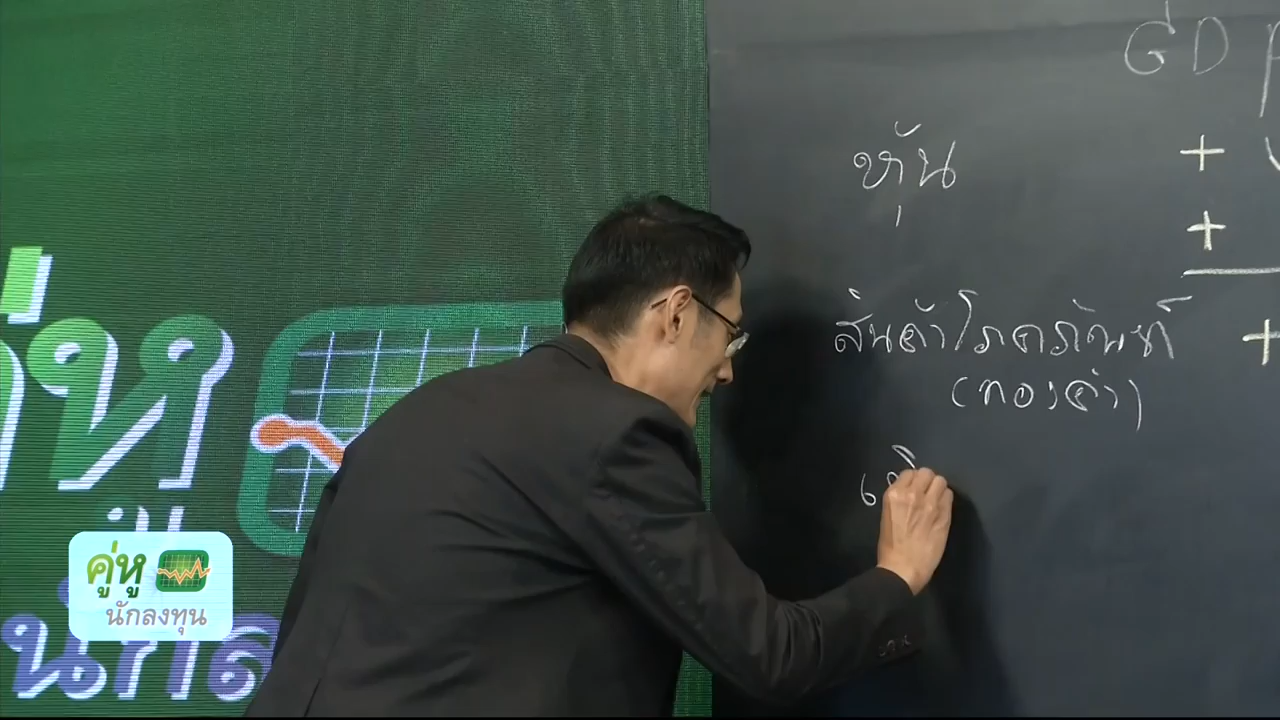 GDP
หุ้น +
+
สินค้าโภคภัณฑ์ +
(ทองคำ)
คู่หู
นักลงทุน